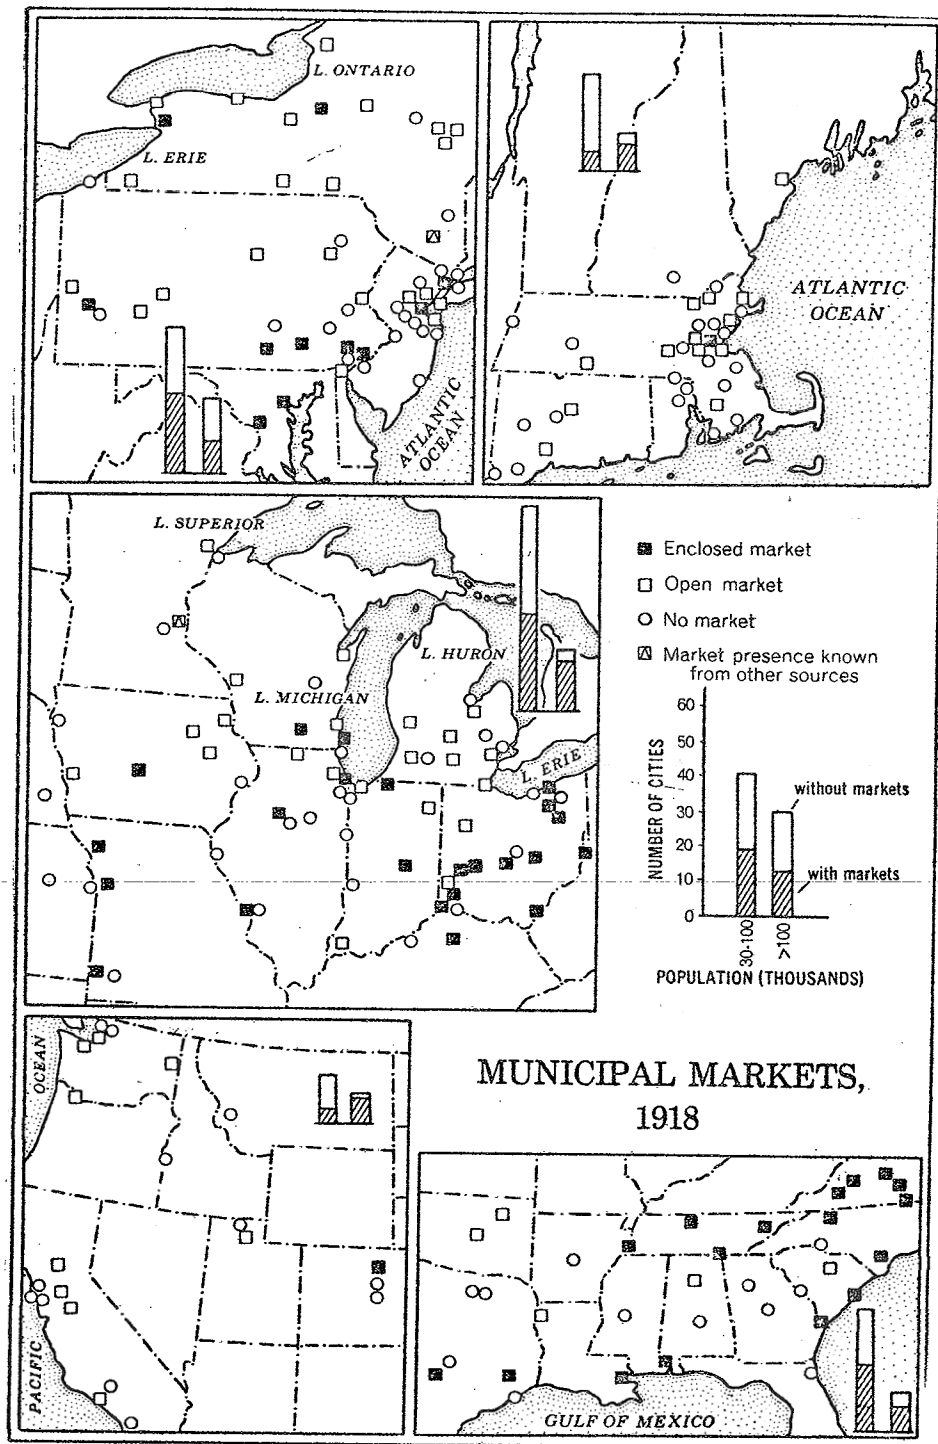 L. ONTARIO
L. ERIE
ATLANTIC
OCEAN
ATLANTIC
OCEAN
L. SUPERIOR
L. HURON
L. MICHIGAN
L. ERIE
Enclosed market
Open market
No market
Market presence known
from other sources
NUMBER OF CITIES
60
50
40
30
20
10
0
without markets
with markets
30-100
>100
POPULATION (THOUSANDS)
OCEAN
PACIFIC
MUNICIPAL MARKETS,
1918
GULF OF MEXICO